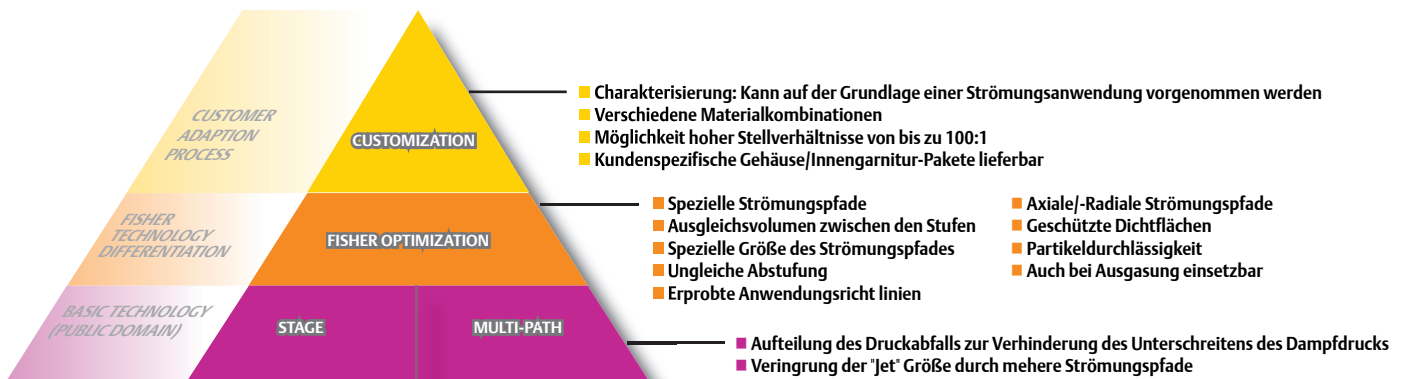 CUSTOMER
ADAPTION
PROCESS
CUSTOMIZATION
Charakterisierung: Kann auf der Grundlage einer Strömungsanwendung vorgenommen werden
Verschiedene Materialkombinationen
Möglichkeit hoher Stellverhältnisse von bis zu 100:1
Kundenspezifische Gehäuse/Innengarnitur-Pakete lieferbar
FISHER
TECHNOLOGY
DIFFERENTIATION
FISHER OPTIMIZATION
Spezielle Strömungspfade
Ausgleichsvolumen zwischen den Stufen
Spezielle Größe des Strömungspfades
Ungleiche Abstufung
Erprobte Anwendungsricht linien
Axiale/-Radiale Strömungspfade
Geschützte Dichtflächen
Partikeldurchlässigkeit
Auch bei Ausgasung einsetzbar
BASIC TECHNOLOGY
(PUBLIC DOMAIN)
STAGE
MULTI-PATH
Aufteilung des Druckabfalls zur Verhinderung des Unterschreitens des Dampfdrucks
Veringrung der "Jet" Größe durch mehere Strömungspfade